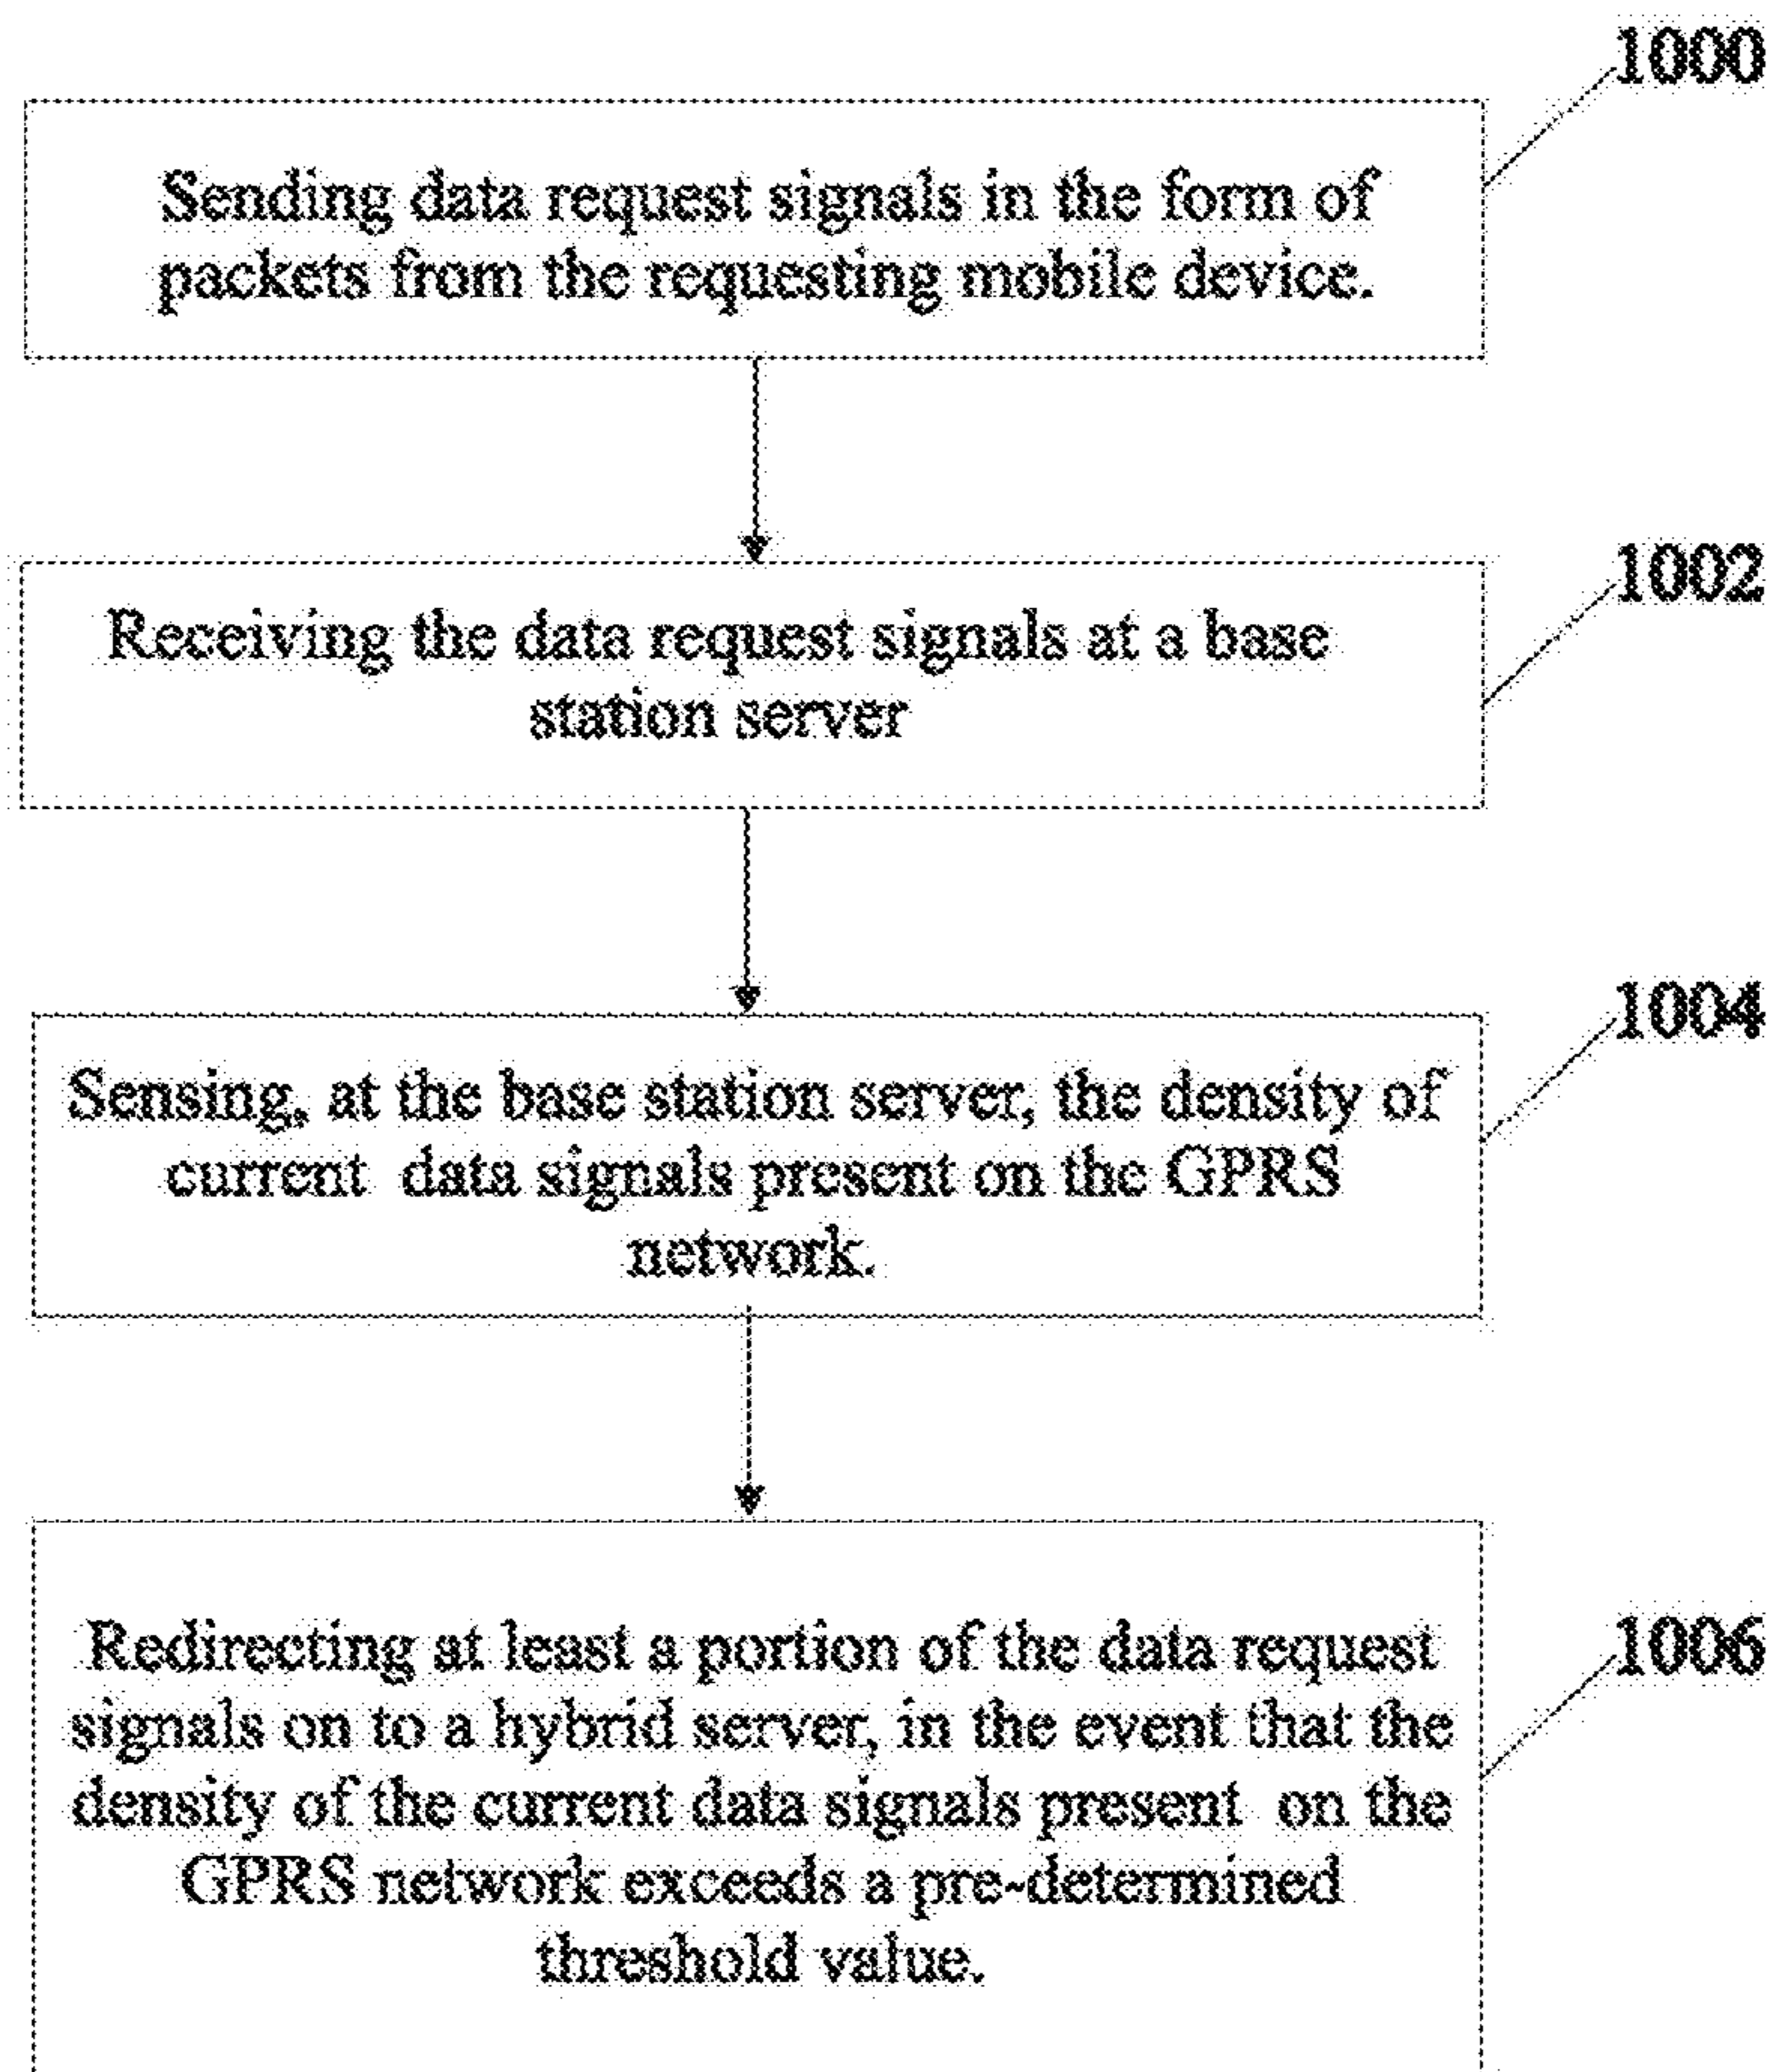 1000
Sending data request signals in the form of
packets from the requesting mobile device.
1002
Receiving the data request signals at a base
station server
1004
Sensing, at the base station server, the density of
current data signals present on the GPRS
network.
1006
Redirecting at least a portion of the data request
signals on to a hybrid server, in the event that the
density of the current data signals present on the
GPRS network exceeds a pre-determined
threshold value.